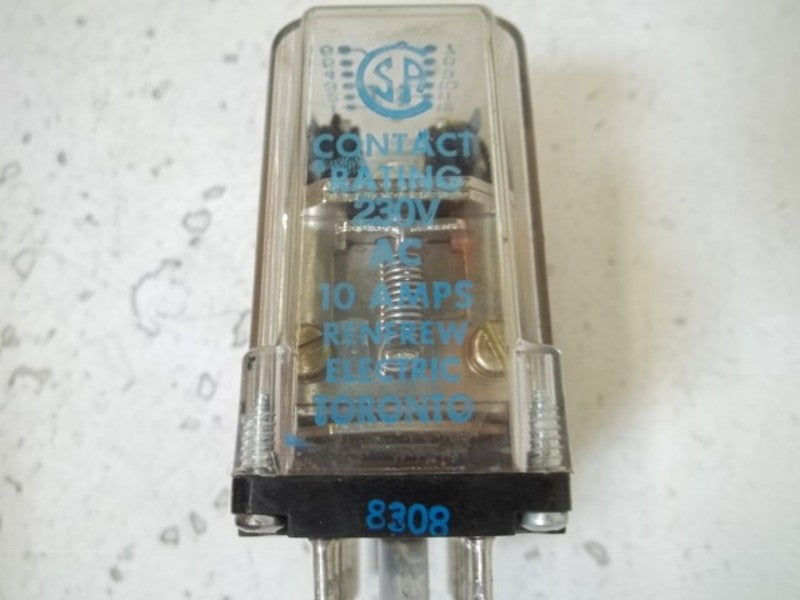 CSA
CONTACT
RATING
230V
AC
10 AMPS
RENFREW
ELECTRIC
TORONTO
8308